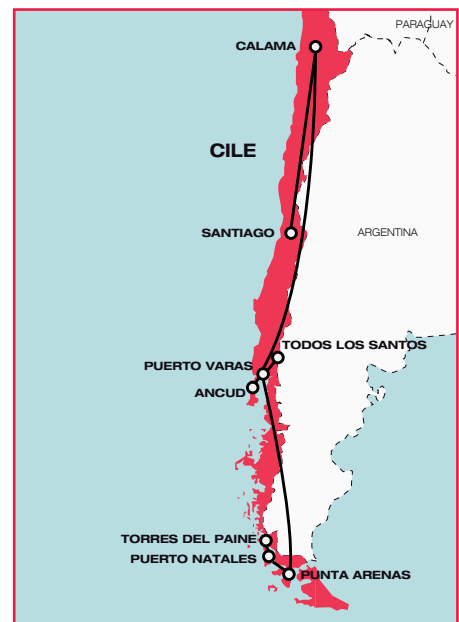 PARAGUAY
CALAMA
CILE
SANTIAGO
ARGENTINA
TODOS LOS SANTOS
PUERTO VARAS
ANCUD
TORRES DEL PAINE
PUERTO NATALES
PUNTA ARENAS